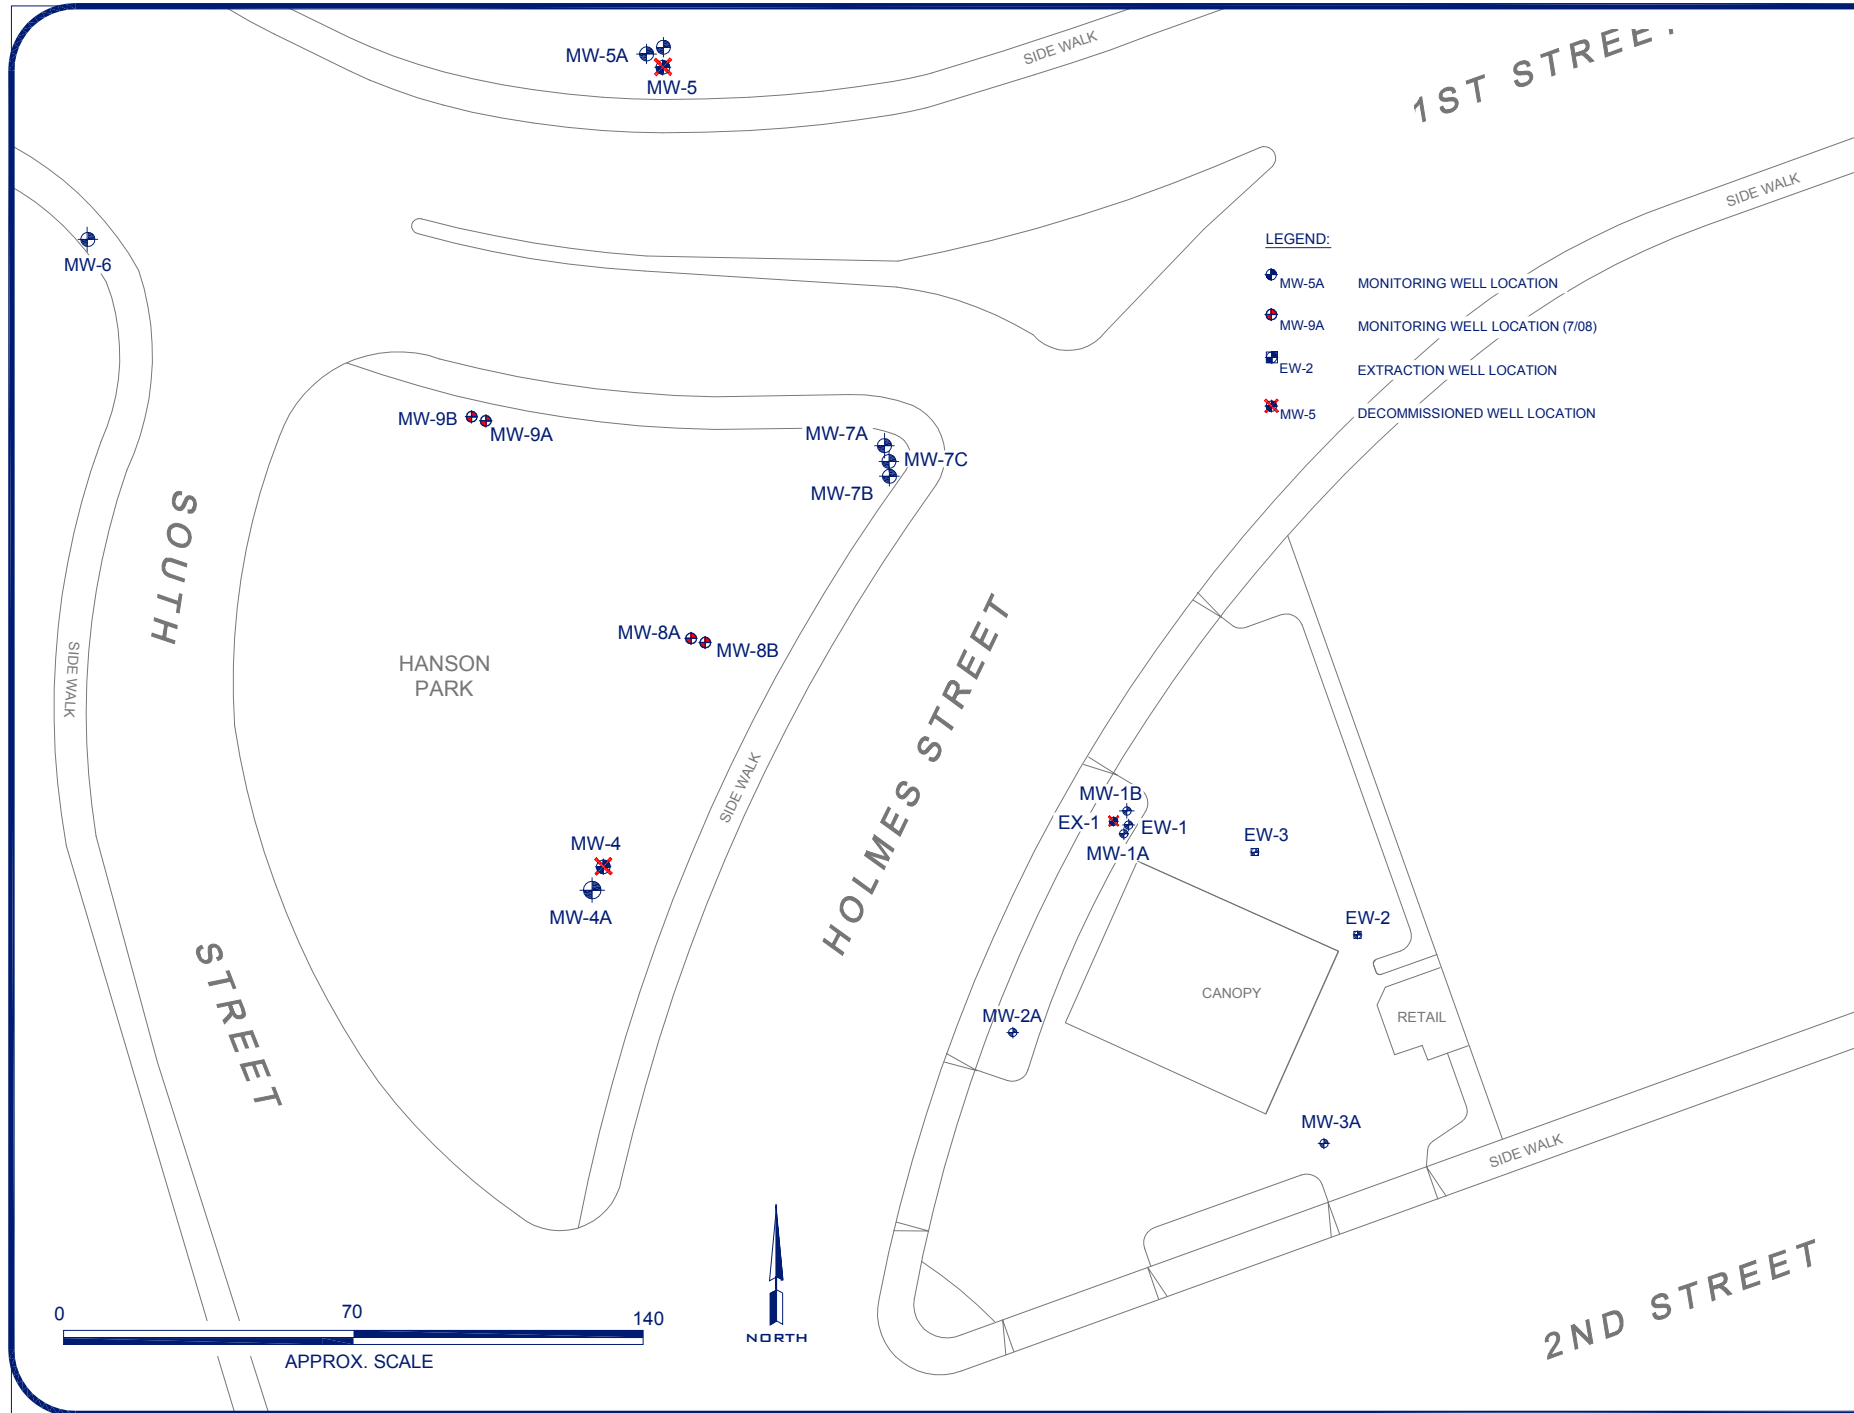 MW-5A
MW-5
SIDE WALK
1ST STREET
SIDE WALK
MW-6
LEGEND:
MW-5A MONITORING WELL LOCATION
MW-9A MONITORING WELL LOCATION (7/08)
EW-2 EXTRACTION WELL LOCATION
MW-5 DECOMMISSIONED WELL LOCATION
MW-9B
MW-9A
MW-7A
MW-7C
MW-7B
SOUTH
STREET
SIDE WALK
HANSON
PARK
MW-8A
MW-8B
HOLMES STREET
SIDE WALK
MW-4
MW-4A
MW-1B
EX-1
EW-1
MW-1A
EW-3
EW-2
CANOPY
RETAIL
MW-2A
MW-3A
SIDE WALK
2ND STREET
0 70 140
APPROX. SCALE
NORTH